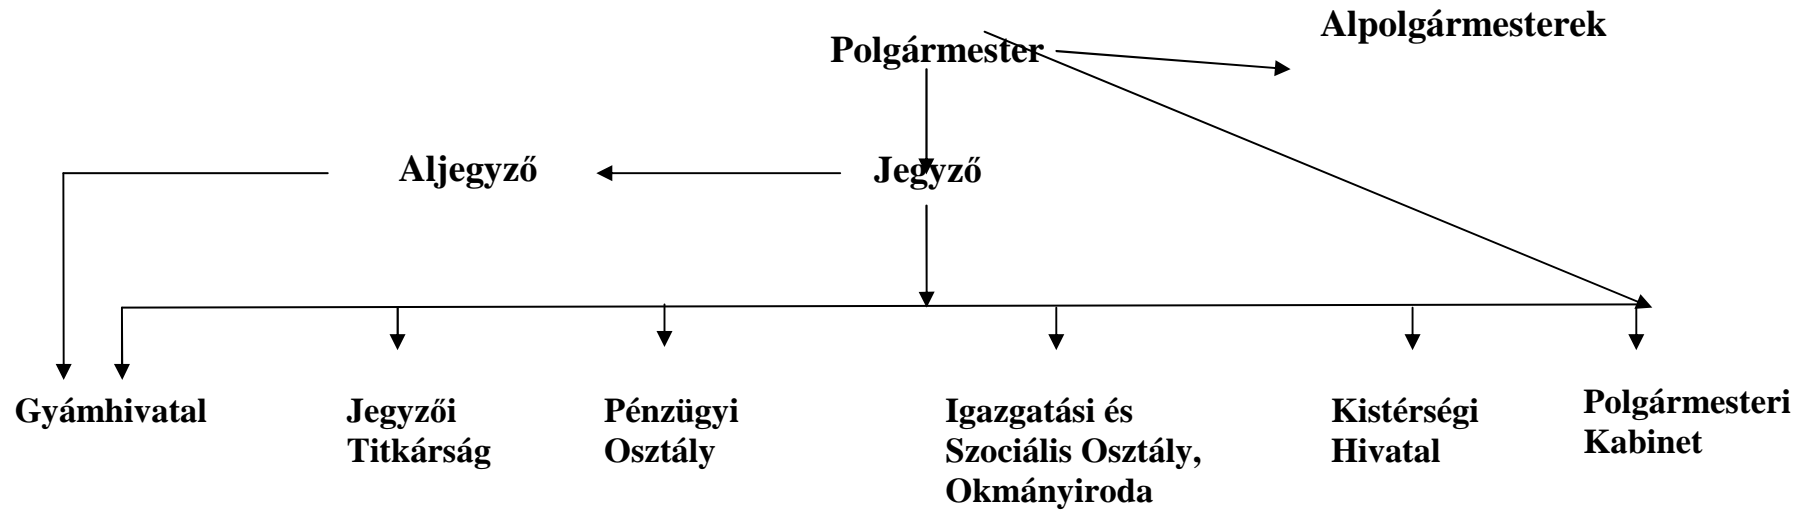 Alpolgármesterek
Polgármester
Aljegyző
Jegyző
Gyámhivatal
Jegyzői
Titkárság
Pénzügyi
Osztály
Igazgatási és
Szociális Osztály,
Okmányiroda
Kistérségi
Hivatal
Polgármesteri
Kabinet